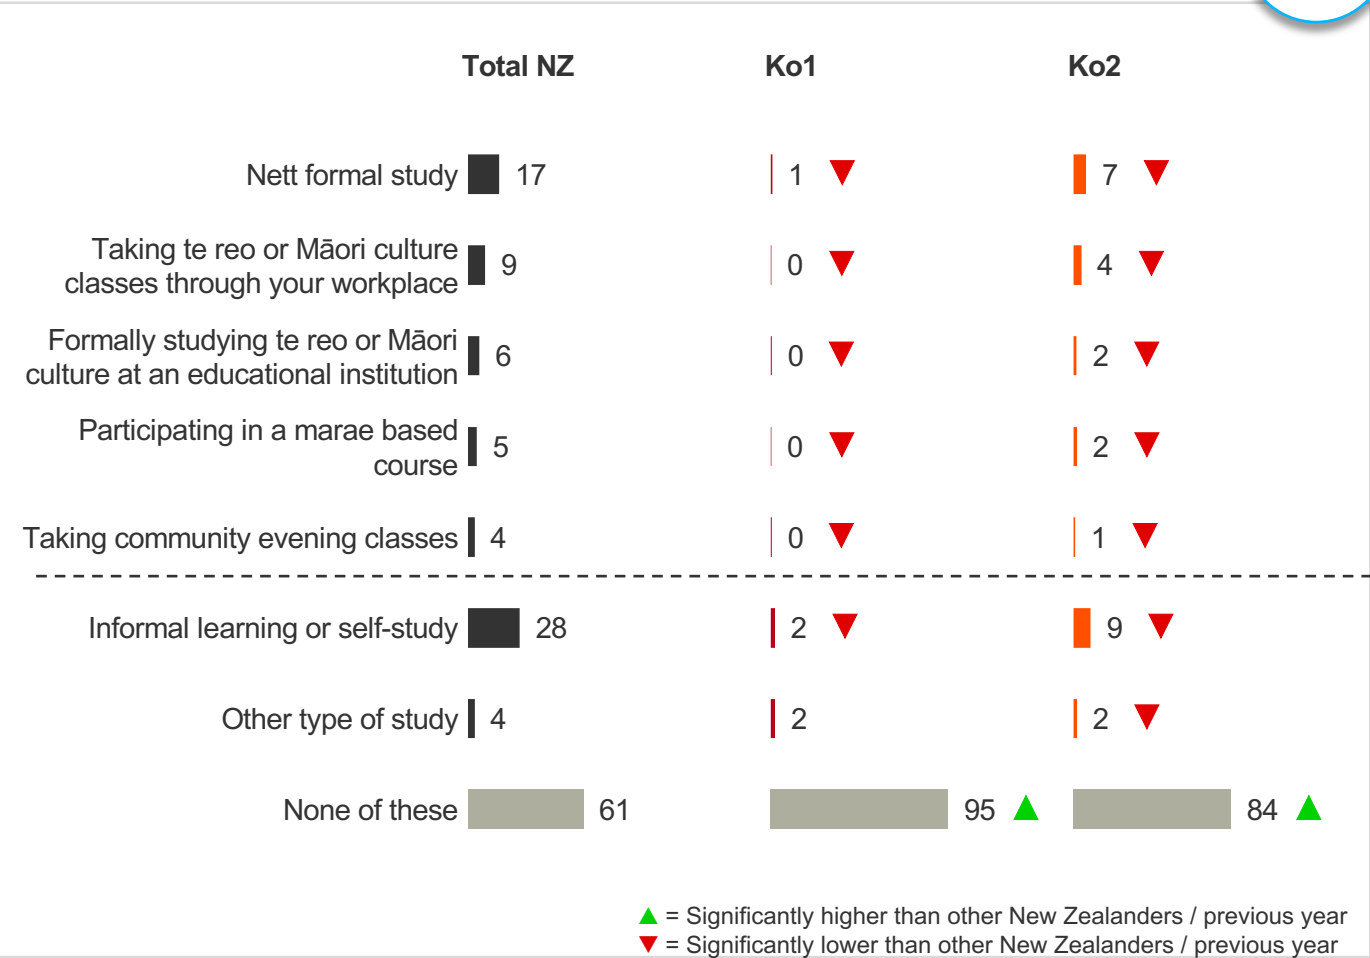 Total NZ Ko1 Ko2
Nett formal study 17 1 ▼ 7 ▼
Taking te reo or Māori culture
classes through your workplace 9 0 ▼ 4 ▼
Formally studying te reo or Māori
culture at an educational institution 6 0 ▼ 2 ▼
Participating in a marae based
course 5 0 ▼ 2 ▼
Taking community evening classes 4 0 ▼ 1 ▼
Informal learning or self-study 28 2 ▼ 9 ▼
Other type of study 4 2 2 ▼
None of these 61 95 ▲ 84 ▲
▲ = Significantly higher than other New Zealanders / previous year
▼ = Significantly lower than other New Zealanders / previous year